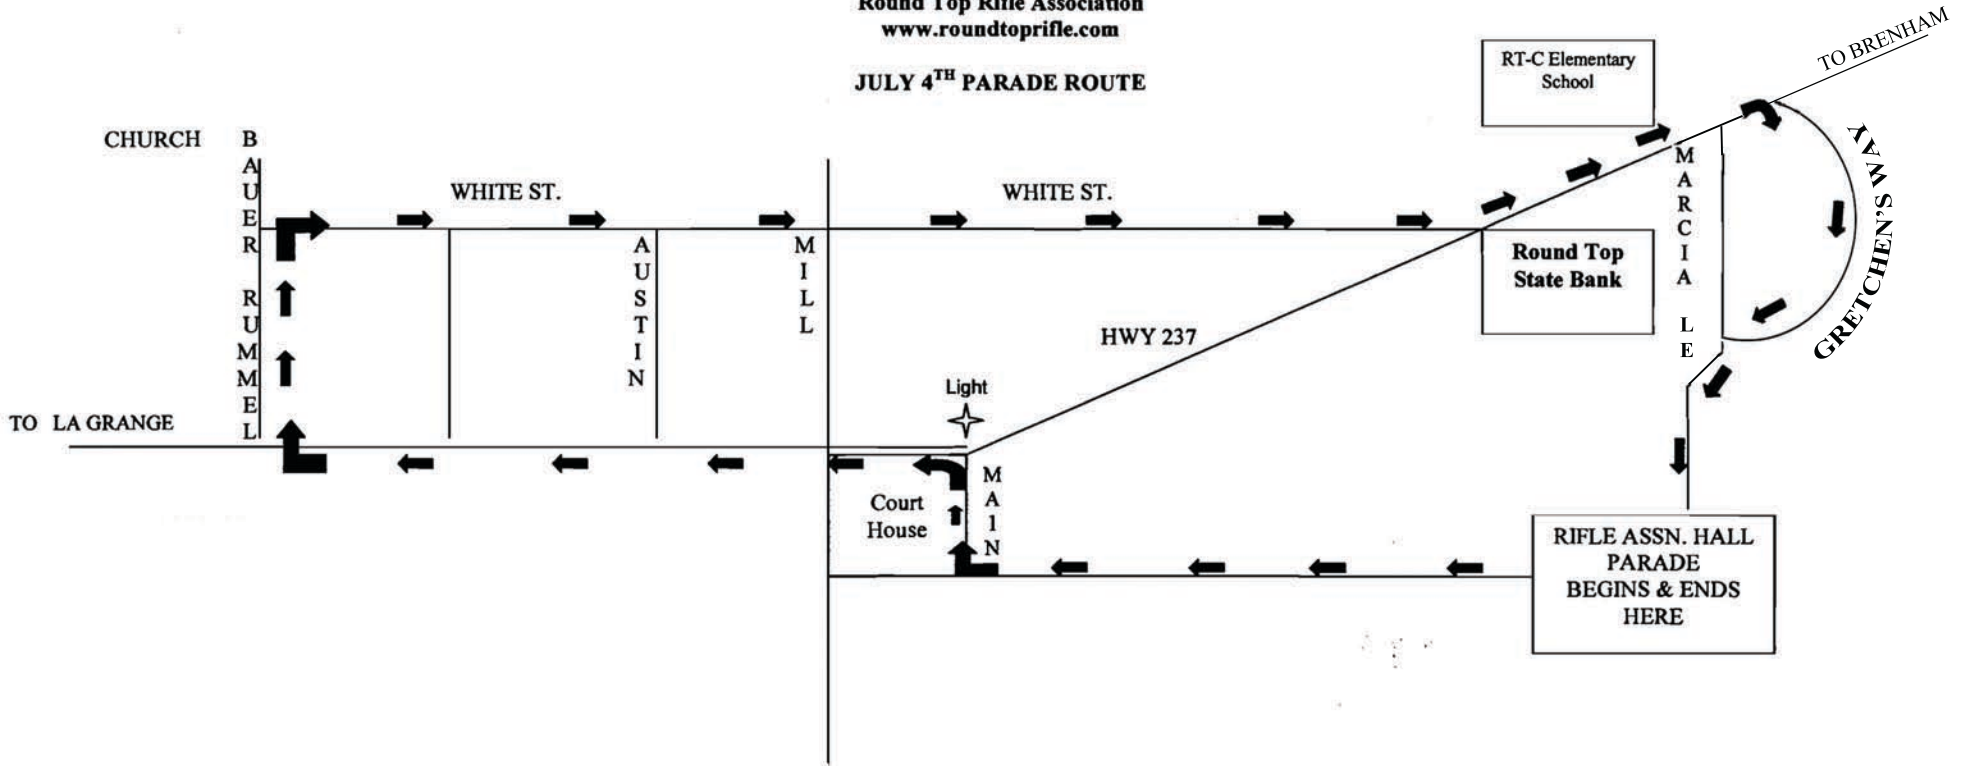 Round Top Rifle Association
www.roundtoprifle.com
JULY 4TH PARADE ROUTE
RT-C Elementary
School
TO BRENHAM
CHURCH
BAUER RUMMEL
WHITE ST.
WHITE ST.
MARCIA LE
GRETCHEN'S WAY
AUSTIN
MILL
Round Top
State Bank
HWY 237
Light
TO LA GRANGE
MA1N
Court
House
RIFLE ASSN. HALL
PARADE
BEGINS & ENDS
HERE